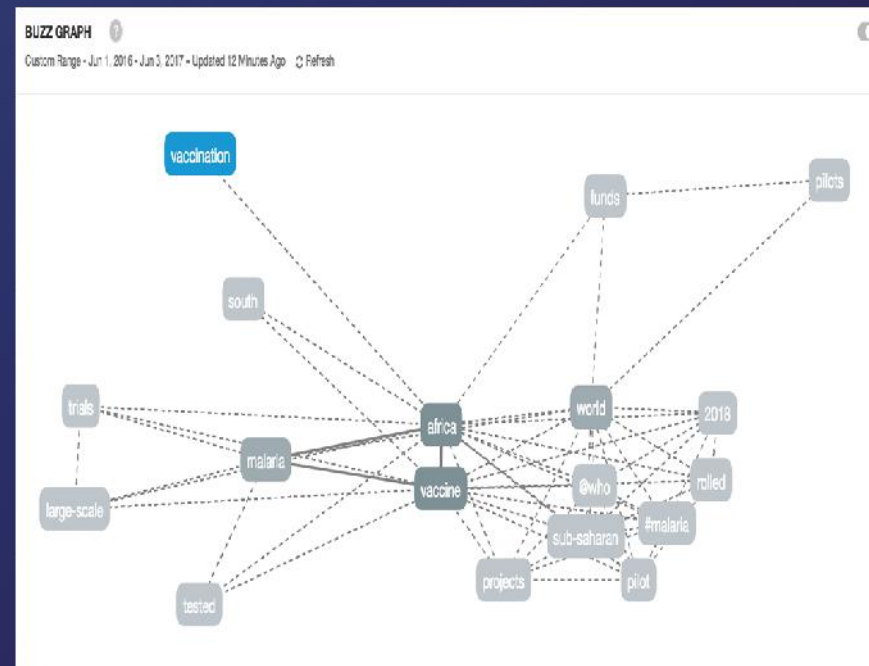 BUZZ GRAPH ?
Custom Range - Jun 1, 2016 - Jun 3, 2017 - Updated 12 Minutes Ago Refresh
vaccination
pilots
funds
south
trials
world
2018
africa
malaria
@who
rolled
vaccine
large-scale
#malaria
sub-saharan
projects
pilot
tested